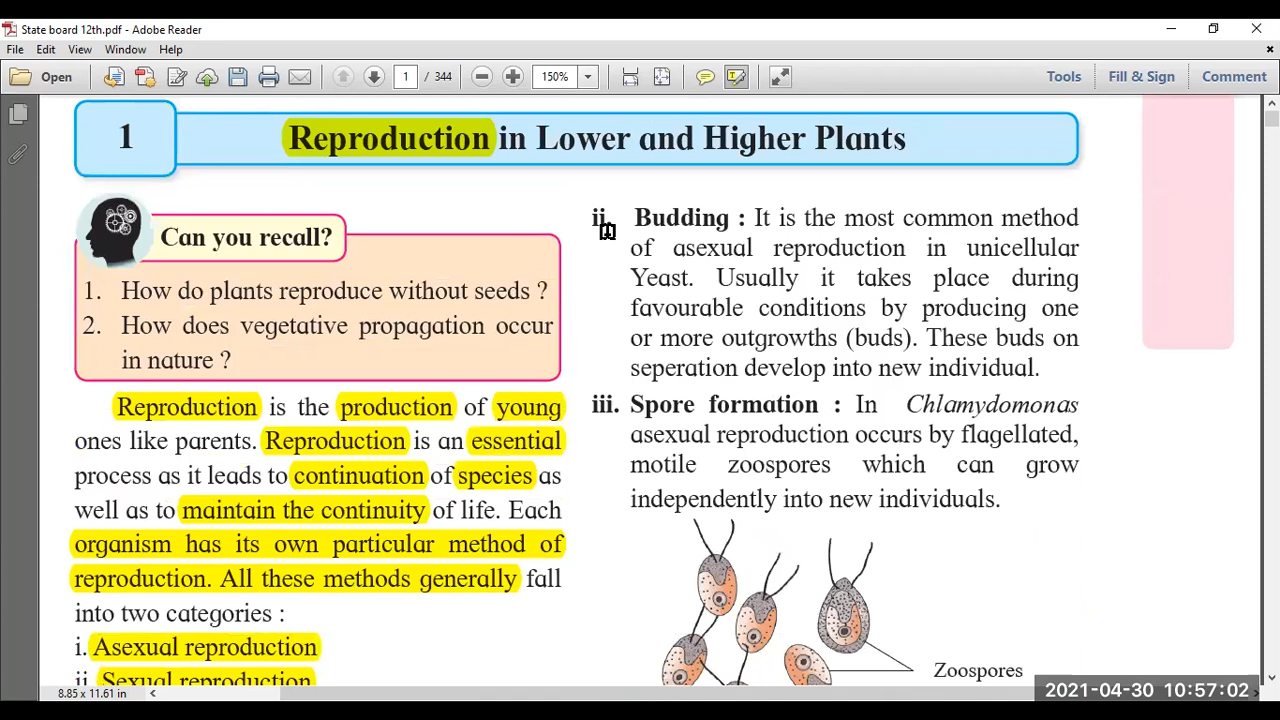 State board 12th.pdf - Adobe Reader
File Edit View Window Help
Open 1 / 344 150% Tools Fill & Sign Comment
1 Reproduction in Lower and Higher Plants
Can you recall?
1. How do plants reproduce without seeds ?
2. How does vegetative propagation occur
in nature ?
Reproduction is the production of young
ones like parents. Reproduction is an essential
process as it leads to continuation of species as
well as to maintain the continuity of life. Each
organism has its own particular method of
reproduction. All these methods generally fall
into two categories :
i. Asexual reproduction
ii. Sexual reproduction
ii. Budding : It is the most common method
of asexual reproduction in unicellular
Yeast. Usually it takes place during
favourable conditions by producing one
or more outgrowths (buds). These buds on
seperation develop into new individual.
iii. Spore formation : In Chlamydomonas
asexual reproduction occurs by flagellated,
motile zoospores which can grow
independently into new individuals.
Zoospores
8.85 x 11.61 in
2021-04-30 10:57:02